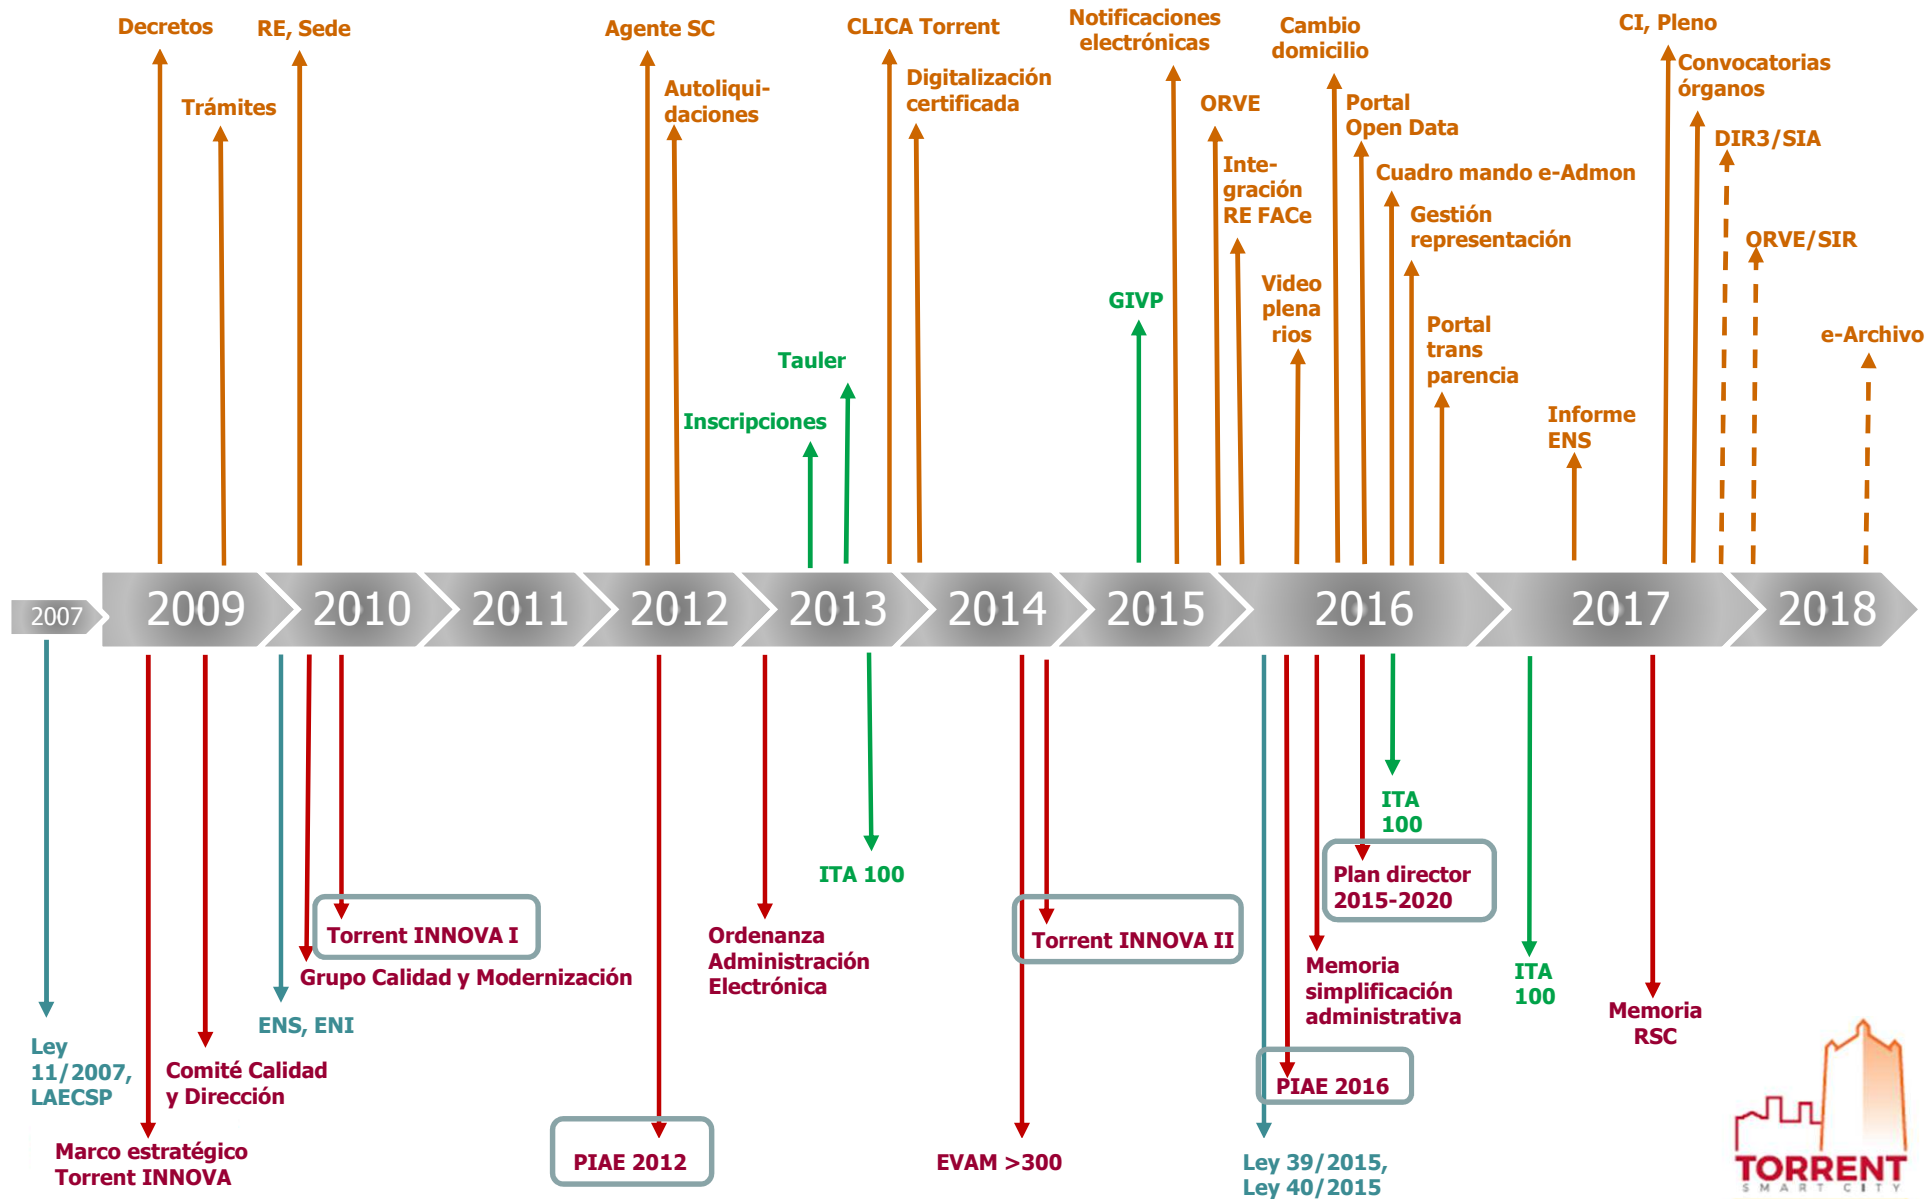 Decretos
Trámites
RE, Sede
Agente SC
Autoliqui-
daciones
CLICA Torrent
Digitalización
certificada
Notificaciones
electrónicas
ORVE
Inte-
gración
RE FACe
Cambio
domicilio
Portal
Open Data
Cuadro mando e-Admon
Gestión
representación
Video
plena
rios
Portal
trans
parencia
CI, Pleno
Convocatorias
órganos
DIR3/SIA
ORVE/SIR
e-Archivo
Informe
ENS
GIVP
Tauler
Inscripciones
2007
2009
2010
2011
2012
2013
2014
2015
2016
2017
2018
Ley
11/2007,
LAECSP
Marco estratégico
Torrent INNOVA
Comité Calidad
y Dirección
ENS, ENI
Grupo Calidad y Modernización
Torrent INNOVA I
PIAE 2012
Ordenanza
Administración
Electrónica
ITA 100
EVAM >300
Torrent INNOVA II
Ley 39/2015,
Ley 40/2015
PIAE 2016
Memoria
simplificación
administrativa
Plan director
2015-2020
ITA
100
ITA
100
Memoria
RSC
TORRENT
SMART CITY